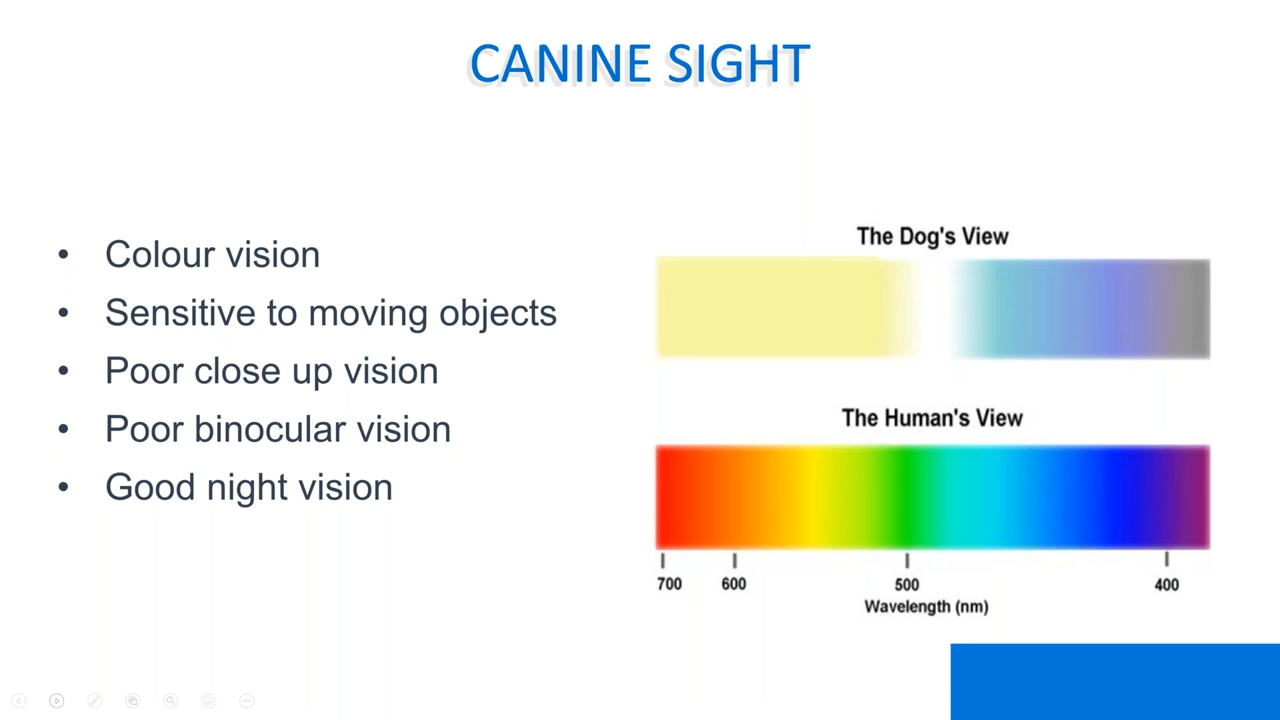 CANINE SIGHT
• Colour vision
• Sensitive to moving objects
• Poor close up vision
• Poor binocular vision
• Good night vision
The Dog's View
The Human's View
700 600 500 400
Wavelength (nm)